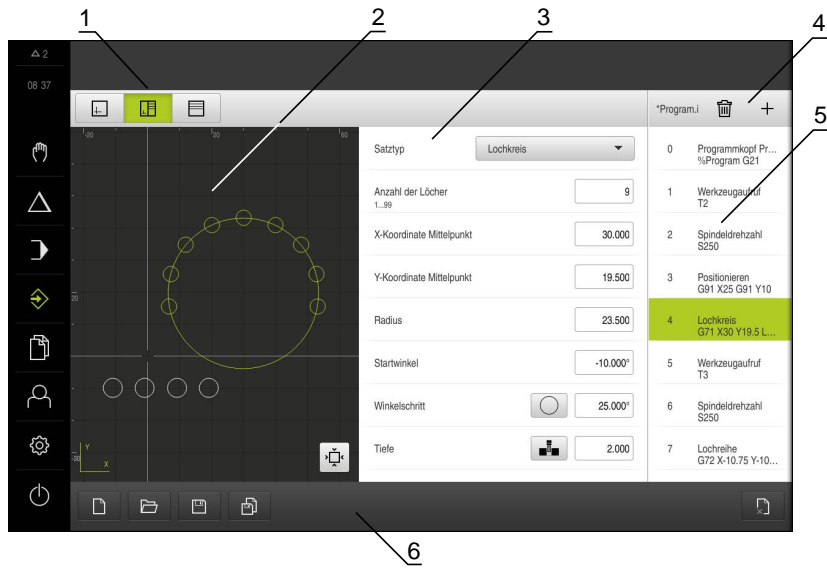 1
2
3
4
5
6
2
08 37
*Program.i
-20
20
60
20
-30
Y
X
Satztyp Lochkreis
Anzahl der Löcher 9
1...99
X-Koordinate Mittelpunkt 30.000
Y-Koordinate Mittelpunkt 19.500
Radius 23.500
Startwinkel -10.000°
Winkelschritt 25.000°
Tiefe 2.000
0 Programmkopf Pr...
%Program G21
1 Werkzeugaufruf
T2
2 Spindeldrehzahl
S250
3 Positionieren
G91 X25 G91 Y10
4 Lochkreis
G71 X30 Y19.5 L...
5 Werkzeugaufruf
T3
6 Spindeldrehzahl
S250
7 Lochreihe
G72 X-10.75 Y-10...